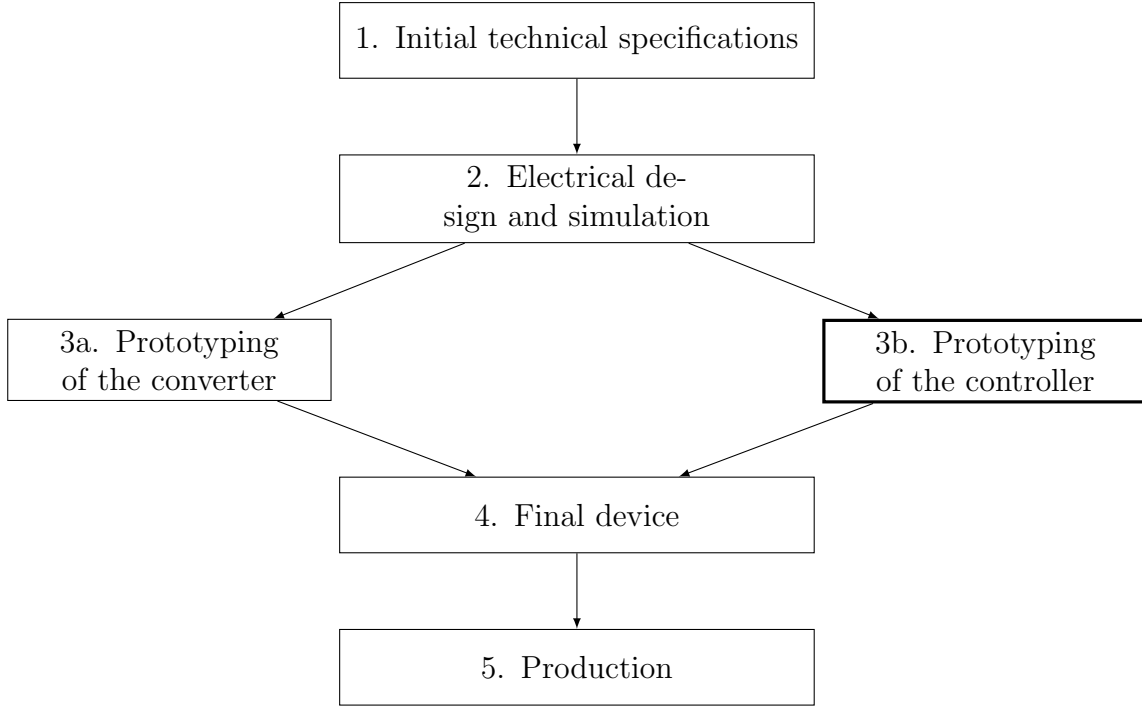 1. Initial technical specifications
2. Electrical de-
sign and simulation
3a. Prototyping
of the converter
3b. Prototyping
of the controller
4. Final device
5. Production